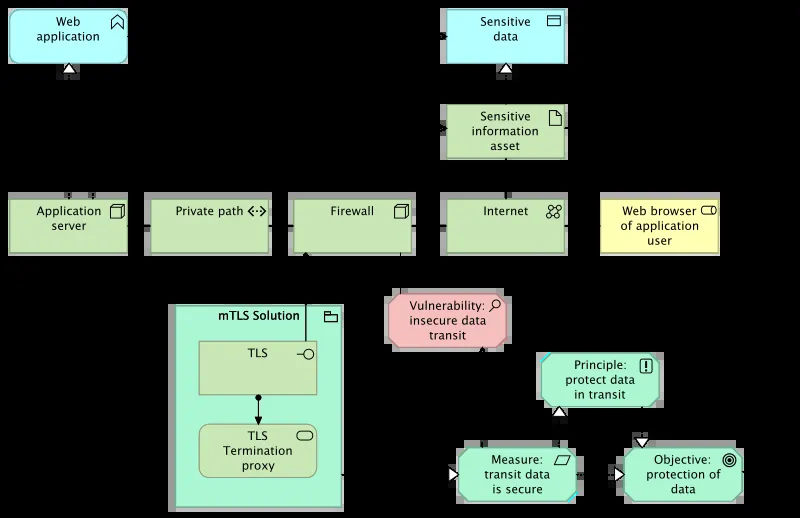 Web
application
Sensitive
data
Sensitive
information
asset
Application
server
Private path
Firewall
Internet
Web browser
of application
user
Vulnerability:
insecure data
transit
mTLS Solution
TLS
TLS
Termination
proxy
Principle:
protect data
in transit
Measure:
transit data
is secure
Objective:
protection of
data